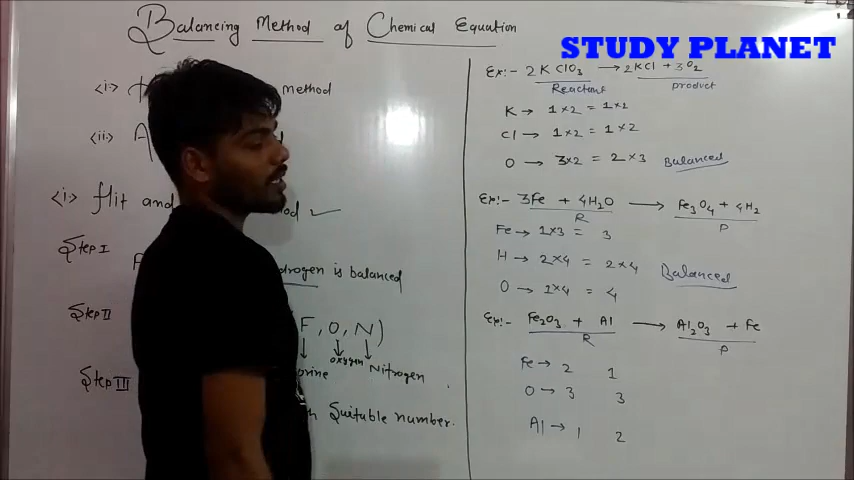 Balancing Method of Chemical Equation
STUDY PLANET
<i> method
<ii>. A
<i> flit and
Step I
drogen is balanced
Step II
F, O, N)
oxygen Nitrogen
Step III
Suitable number.
Ex:- 2KClO3 → 2KCl + 3O2
Reactant product
K → 1×2 = 1×2
Cl → 1×2 = 1×2
O → 3×2 = 2×3 Balanced
Ex:- 3Fe + 4H2O → Fe3O4 + 4H2
R P
Fe → 1×3 = 3
H → 2×4 = 2×4 Balanced
O → 1×4 = 4
Ex:- Fe2O3 + Al → Al2O3 + Fe
R P
Fe → 2 1
O → 3 3
Al → 1 2